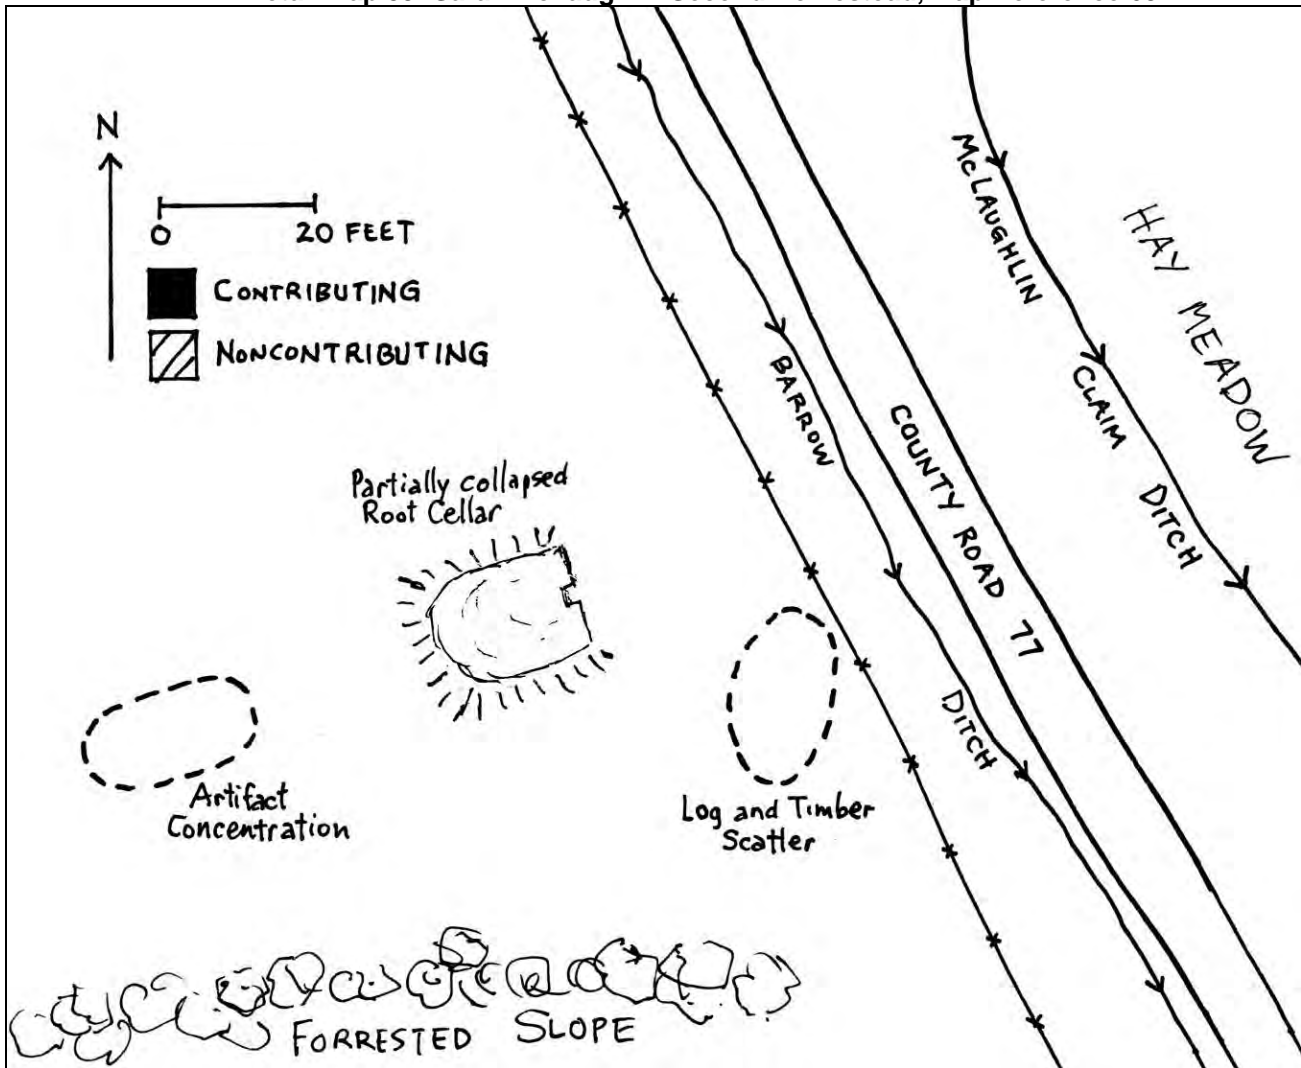 N
0 20 FEET
CONTRIBUTING
NONCONTRIBUTING
McLAUGHLIN CLAIM DITCH
HAY MEADOW
BARROW DITCH
COUNTY ROAD 77
Partially collapsed
Root Cellar
Artifact
Concentration
Log and Timber
Scatter
FORRESTED SLOPE